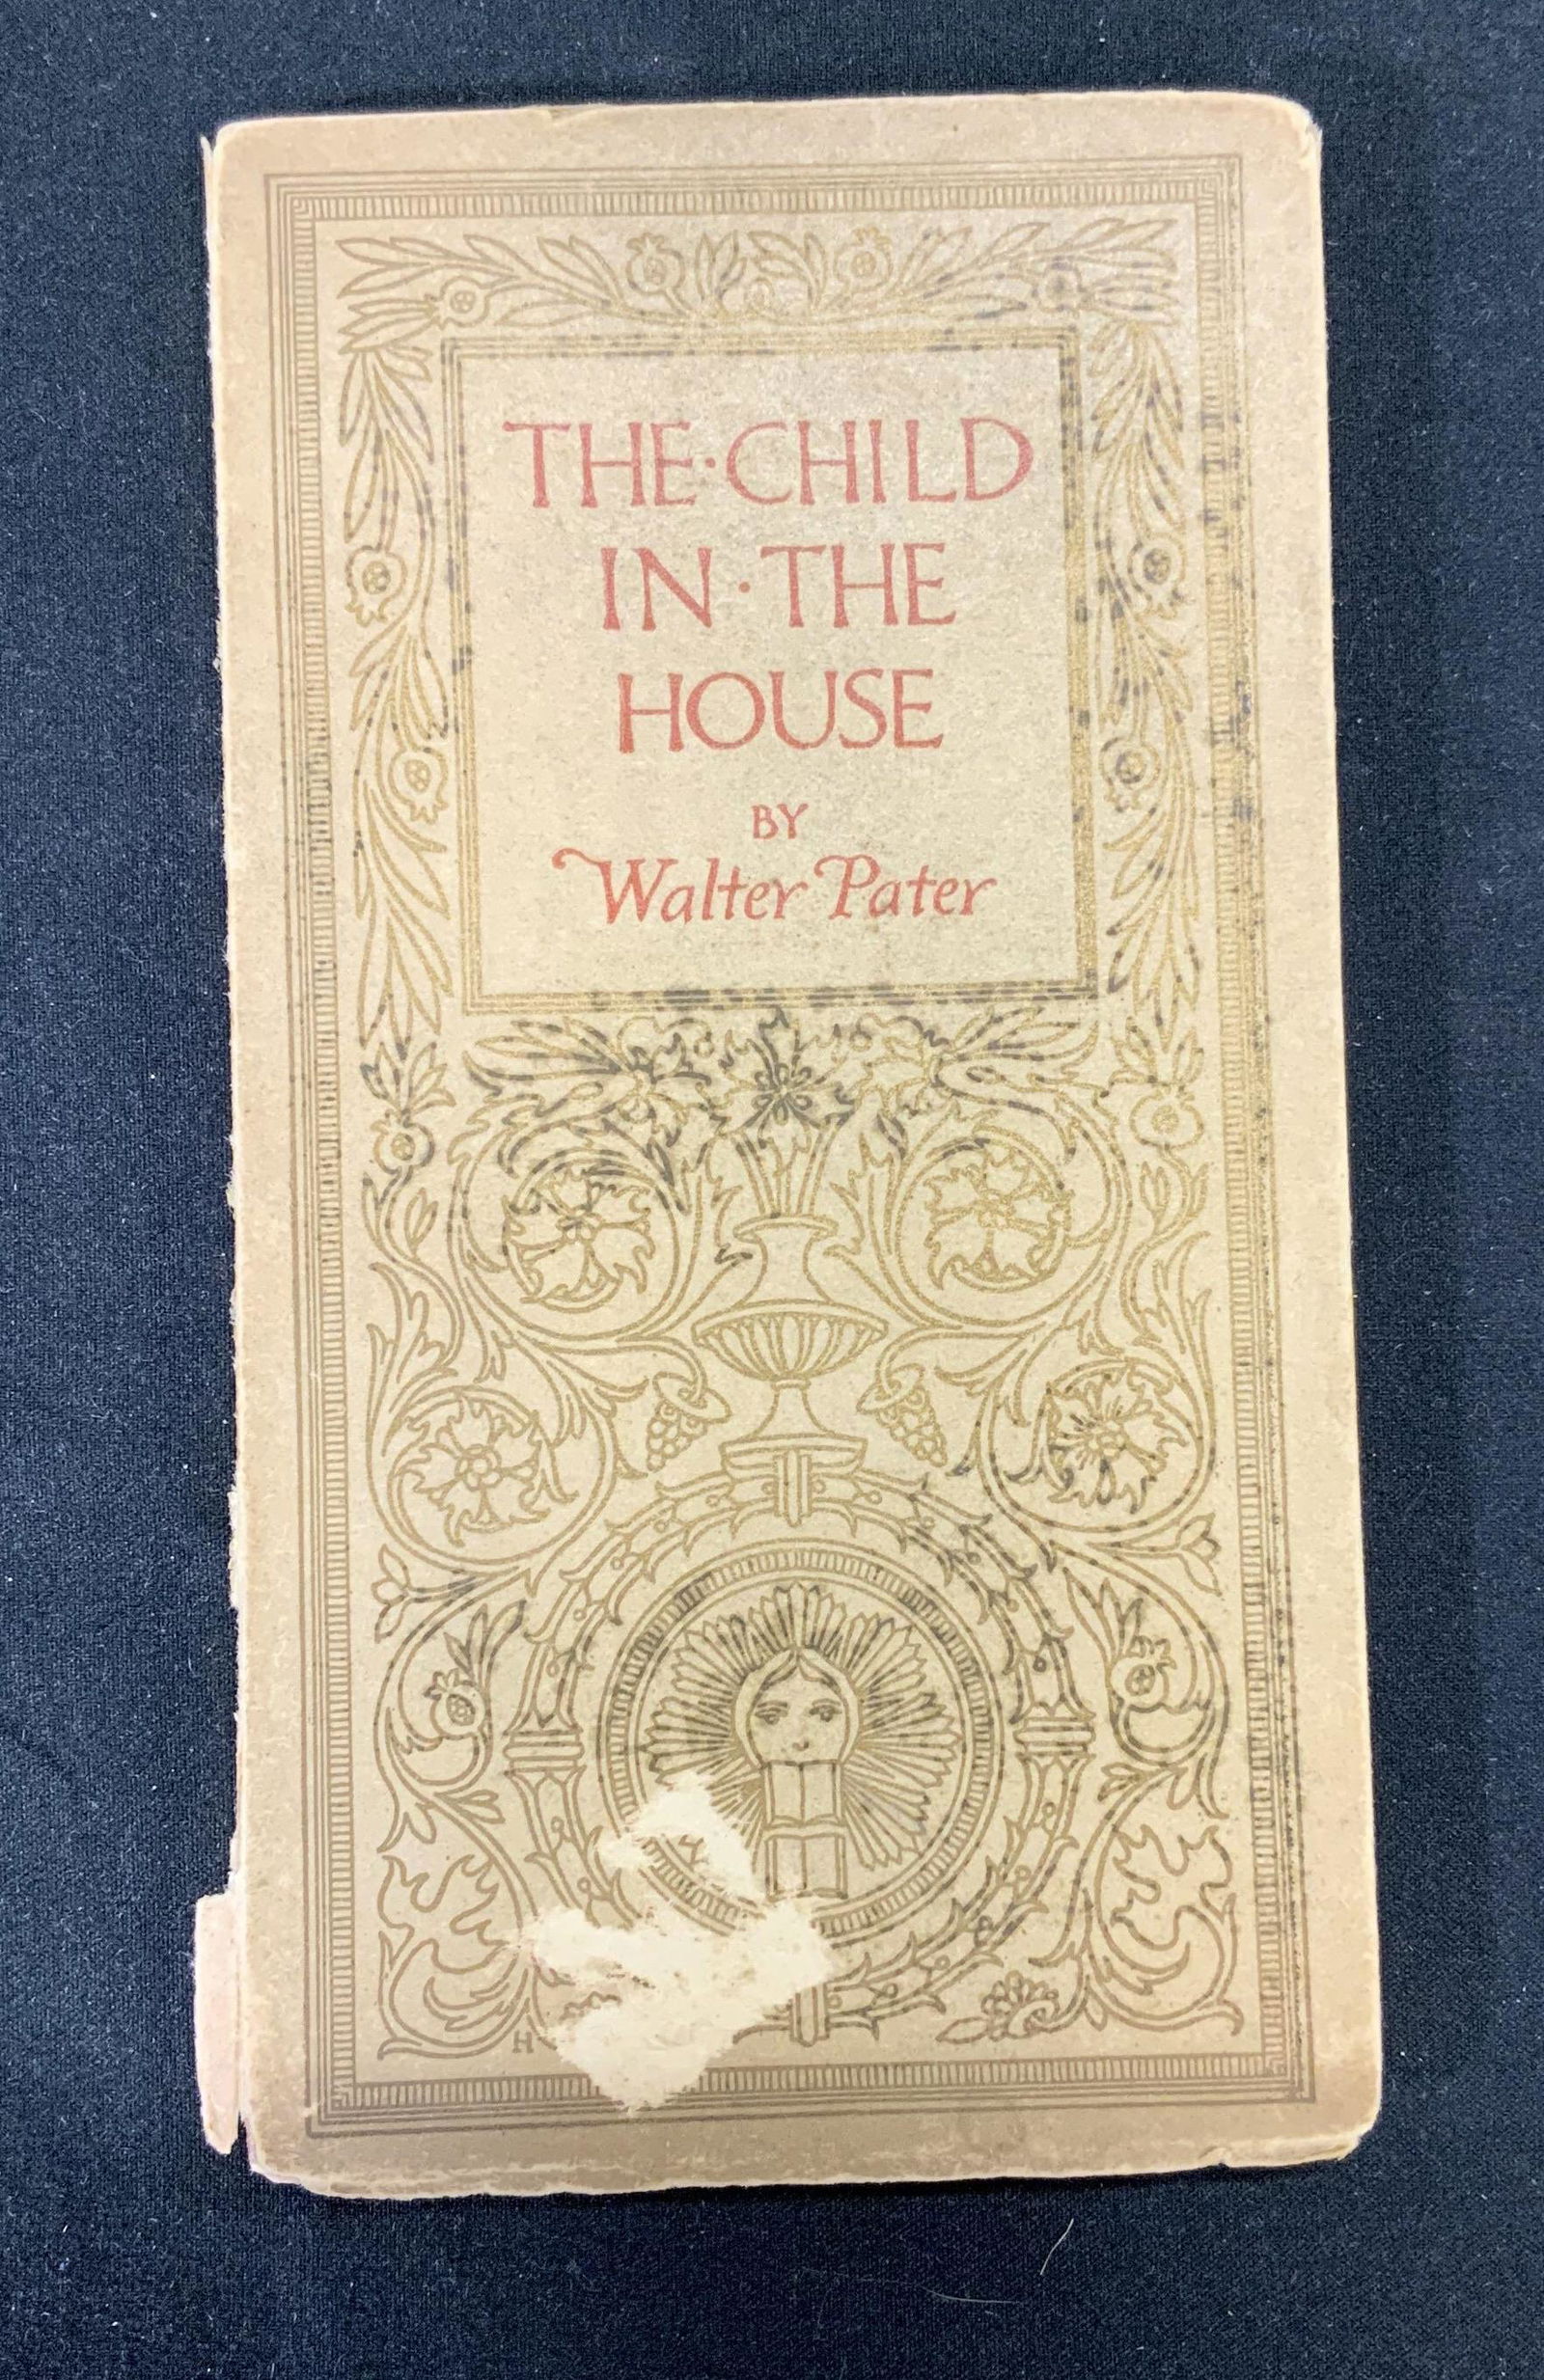 THE·CHILD
IN·THE
HOUSE
BY
Walter Pater
H